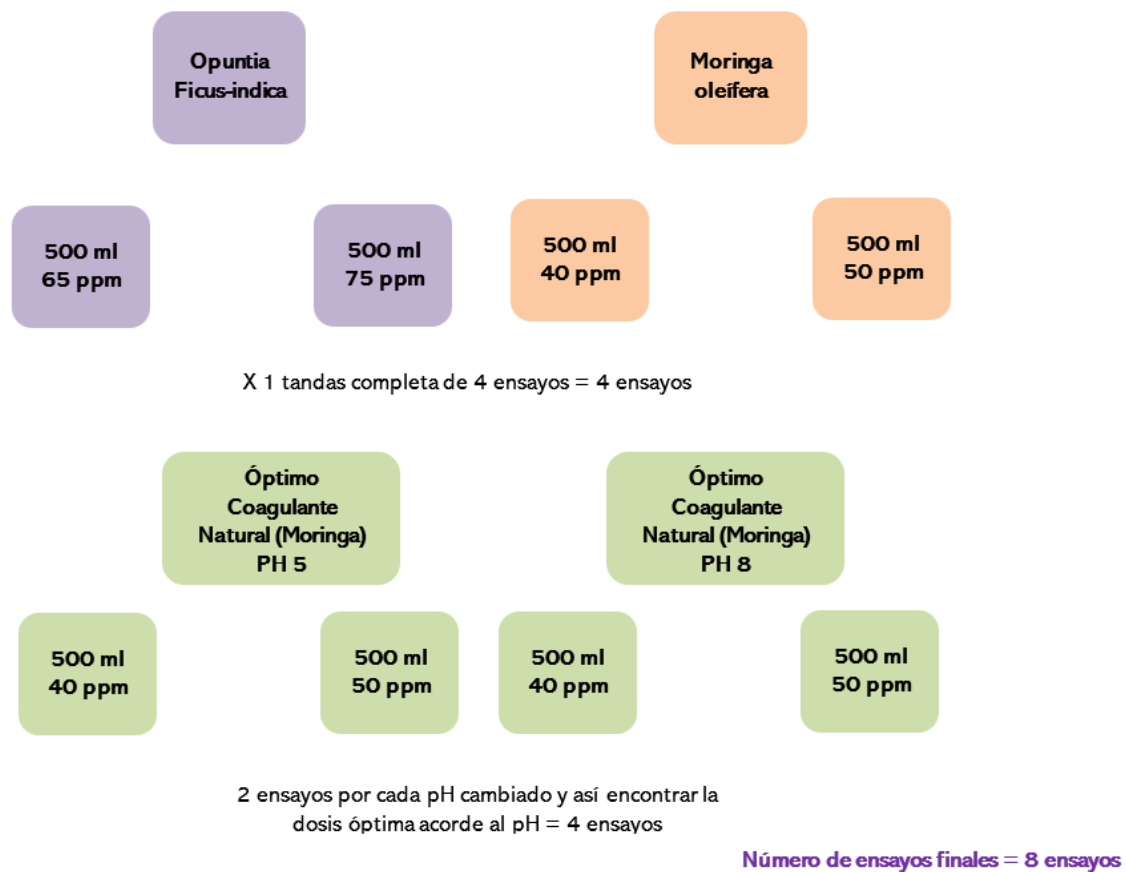 Opuntia
Ficus-indica
Moringa
oleífera
500 ml
65 ppm
500 ml
75 ppm
500 ml
40 ppm
500 ml
50 ppm
X 1 tandas completa de 4 ensayos = 4 ensayos
Óptimo
Coagulante
Natural (Moringa)
PH 5
Óptimo
Coagulante
Natural (Moringa)
PH 8
500 ml
40 ppm
500 ml
50 ppm
500 ml
40 ppm
500 ml
50 ppm
2 ensayos por cada pH cambiado y así encontrar la
dosis óptima acorde al pH = 4 ensayos
Número de ensayos finales = 8 ensayos